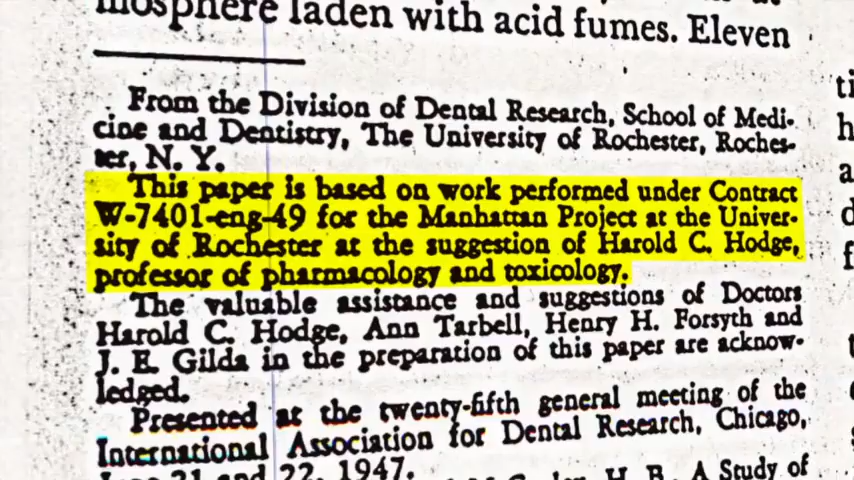 mosphere laden with acid fumes. Eleven
From the Division of Dental Research, School of Medi-
cine and Dentistry, The University of Rochester, Roches-
ter, N. Y.
This paper is based on work performed under Contract
W-7401-eng-49 for the Manhattan Project at the Univer-
sity of Rochester at the suggestion of Harold C. Hodge,
professor of pharmacology and toxicology.
The valuable assistance and suggestions of Doctors
Harold C. Hodge, Ann Tarbell, Henry H. Forsyth and
J. E. Gilda in the preparation of this paper are acknow-
ledged.
Presented at the twenty-fifth general meeting of the
International Association for Dental Research, Chicago,
21 and 22, 1947.
H. B. A Study of